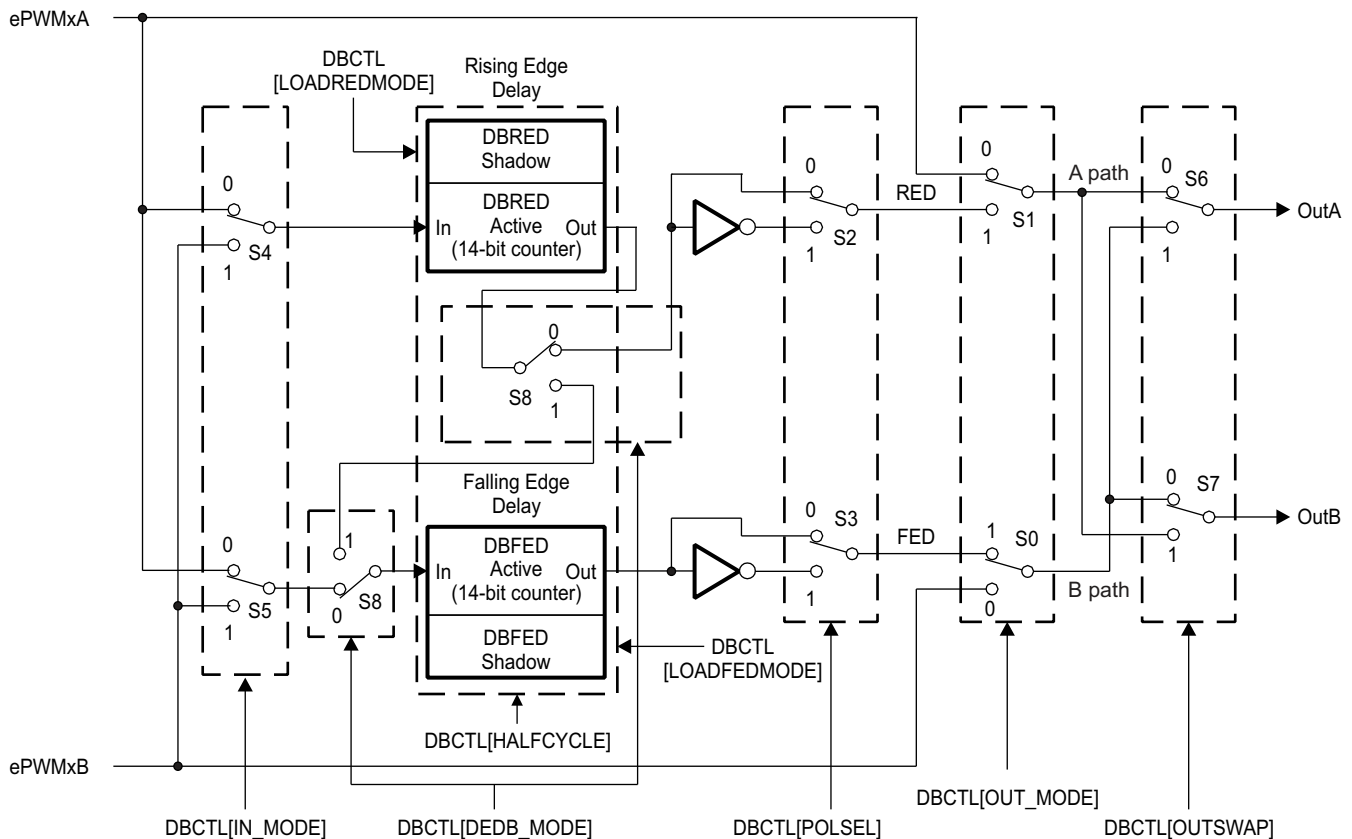 ePWMxA
DBCTL
[LOADREDMODE]
Rising Edge
Delay
DBRED
Shadow
DBRED
Active
(14-bit counter)
In
Out
0
S4
1
0
S2
1
RED
0
S1
1
A path
0
S6
1
OutA
0
S8
1
Falling Edge
Delay
0
S5
1
1
S8
0
In
DBFED
Active
(14-bit counter)
Out
DBFED
Shadow
0
S3
1
FED
1
S0
0
B path
0
S7
1
OutB
DBCTL
[LOADFEDMODE]
DBCTL[HALFCYCLE]
ePWMxB
DBCTL[IN_MODE]
DBCTL[DEDB_MODE]
DBCTL[POLSEL]
DBCTL[OUT_MODE]
DBCTL[OUTSWAP]